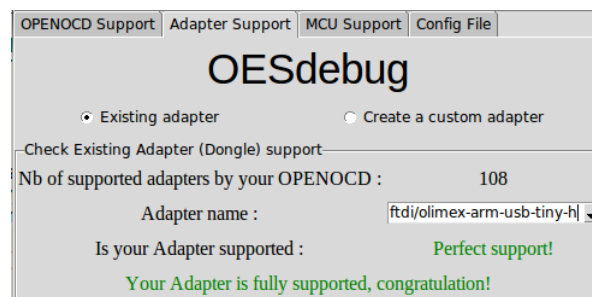 OPENOCD Support Adapter Support MCU Support Config File
OESdebug
Existing adapter Create a custom adapter
Check Existing Adapter (Dongle) support
Nb of supported adapters by your OPENOCD : 108
Adapter name : ftdi/olimex-arm-usb-tiny-h
Is your Adapter supported : Perfect support!
Your Adapter is fully supported, congratulation!